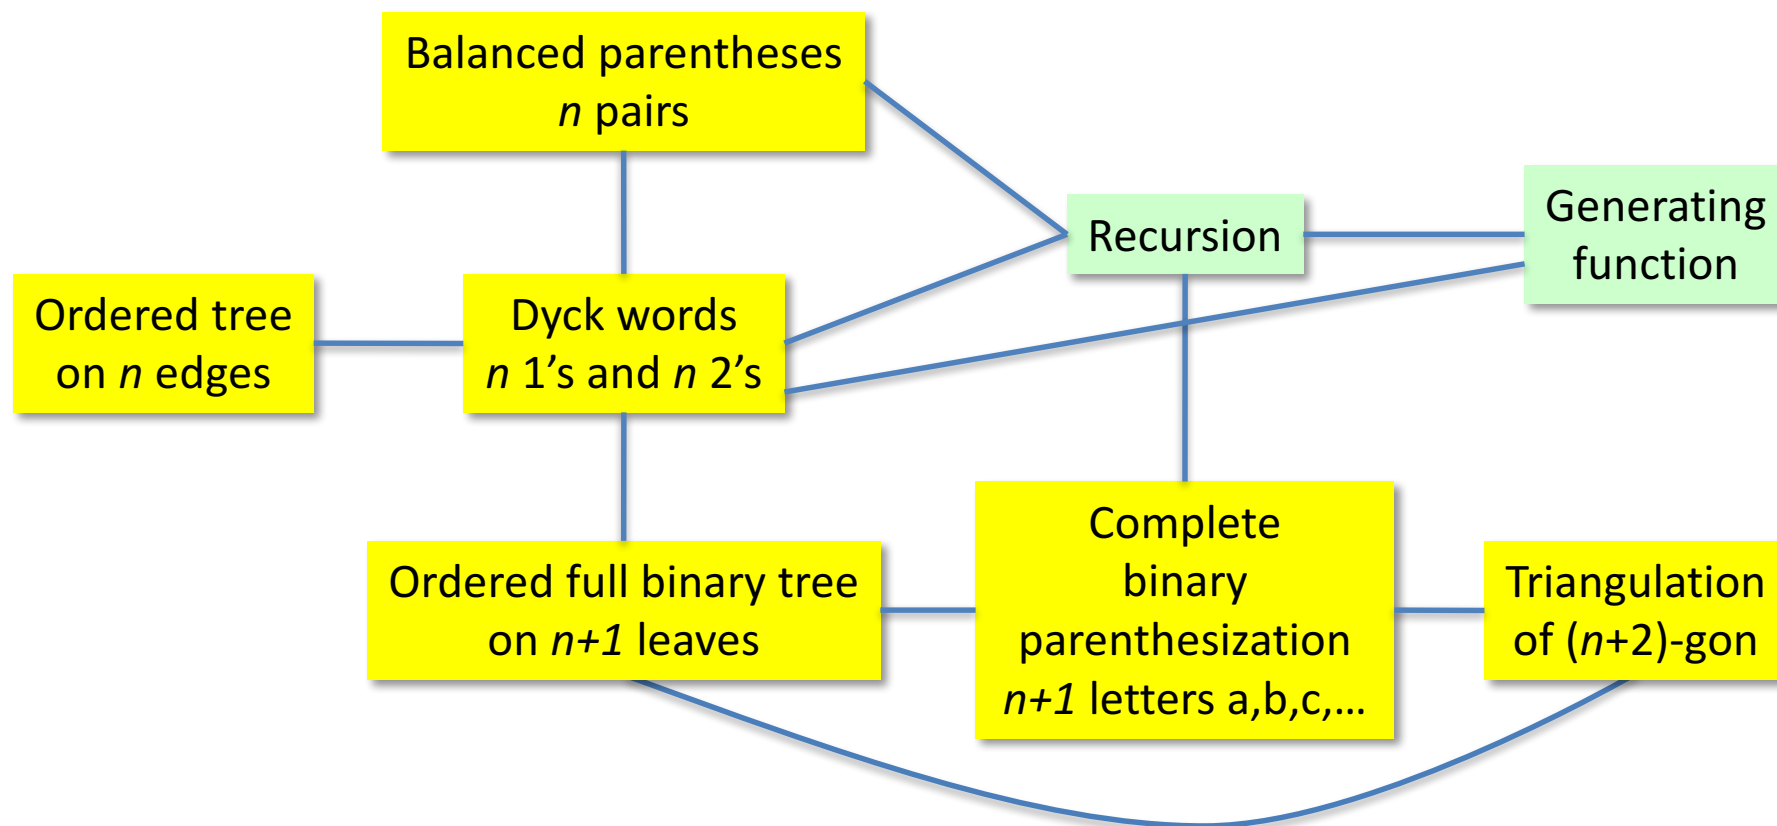 Balanced parentheses
n pairs
Recursion
Generating
function
Ordered tree
on n edges
Dyck words
n 1’s and n 2’s
Ordered full binary tree
on n+1 leaves
Complete
binary
parenthesization
n+1 letters a,b,c,…
Triangulation
of (n+2)-gon